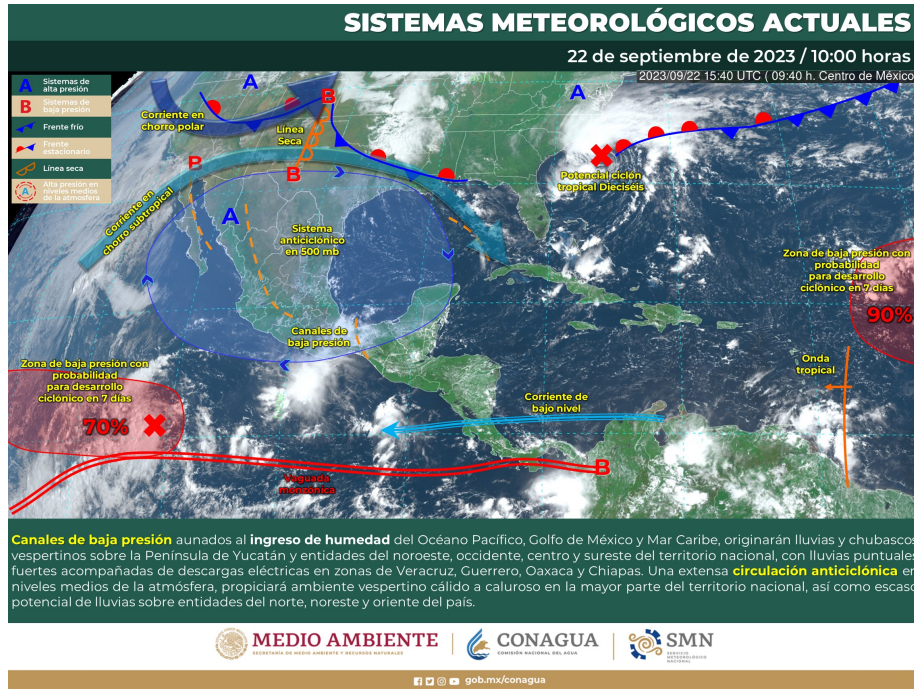 SISTEMAS METEOROLÓGICOS ACTUALES
22 de septiembre de 2023 / 10:00 horas
2023/09/22 15:40 UTC ( 09:40 h. Centro de México
A Sistemas de
alta presión
B Sistemas de
baja presión
Frente frío
Frente
estacionario
Línea seca
A Alta presión en
niveles medios
de la atmosfera
A
A
B
Corriente en
chorro polar
Línea
Seca
B
B
Potencial ciclón
tropical Dieciséis
Corriente en
chorro subtropical
A
Sistema
anticiclónico
en 500 mb
Zona de baja presión con
probabilidad
para desarrollo
ciclónico en 7 días
90%
Canales de
baja presión
Onda
tropical
Zona de baja presión con
probabilidad
para desarrollo
ciclónico en 7 días
70%
Corriente de
bajo nivel
B
Vaguada
monzónica
Canales de baja presión aunados al ingreso de humedad del Océano Pacífico, Golfo de México y Mar Caribe, originarán lluvias y chubascos
vespertinos sobre la Península de Yucatán y entidades del noroeste, occidente, centro y sureste del territorio nacional, con lluvias puntuales
fuertes acompañadas de descargas eléctricas en zonas de Veracruz, Guerrero, Oaxaca y Chiapas. Una extensa circulación anticiclónica en
niveles medios de la atmósfera, propiciará ambiente vespertino cálido a caluroso en la mayor parte del territorio nacional, así como escaso
potencial de lluvias sobre entidades del norte, noreste y oriente del país.
MEDIO AMBIENTE
SECRETARÍA DE MEDIO AMBIENTE Y RECURSOS NATURALES
CONAGUA
COMISIÓN NACIONAL DEL AGUA
SMN
SERVICIO
METEOROLÓGICO
NACIONAL
gob.mx/conagua